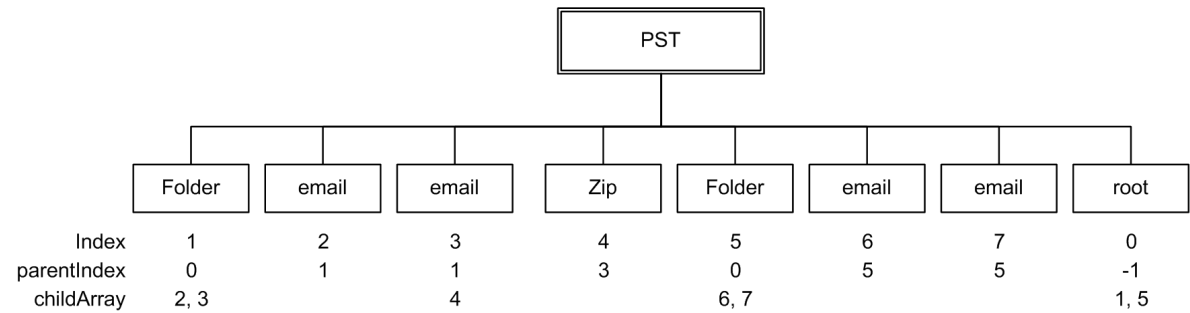 PST
Folder email email Zip Folder email email root
Index 1 2 3 4 5 6 7 0
parentIndex 0 1 1 3 0 5 5 -1
childArray 2, 3 4 6, 7 1, 5